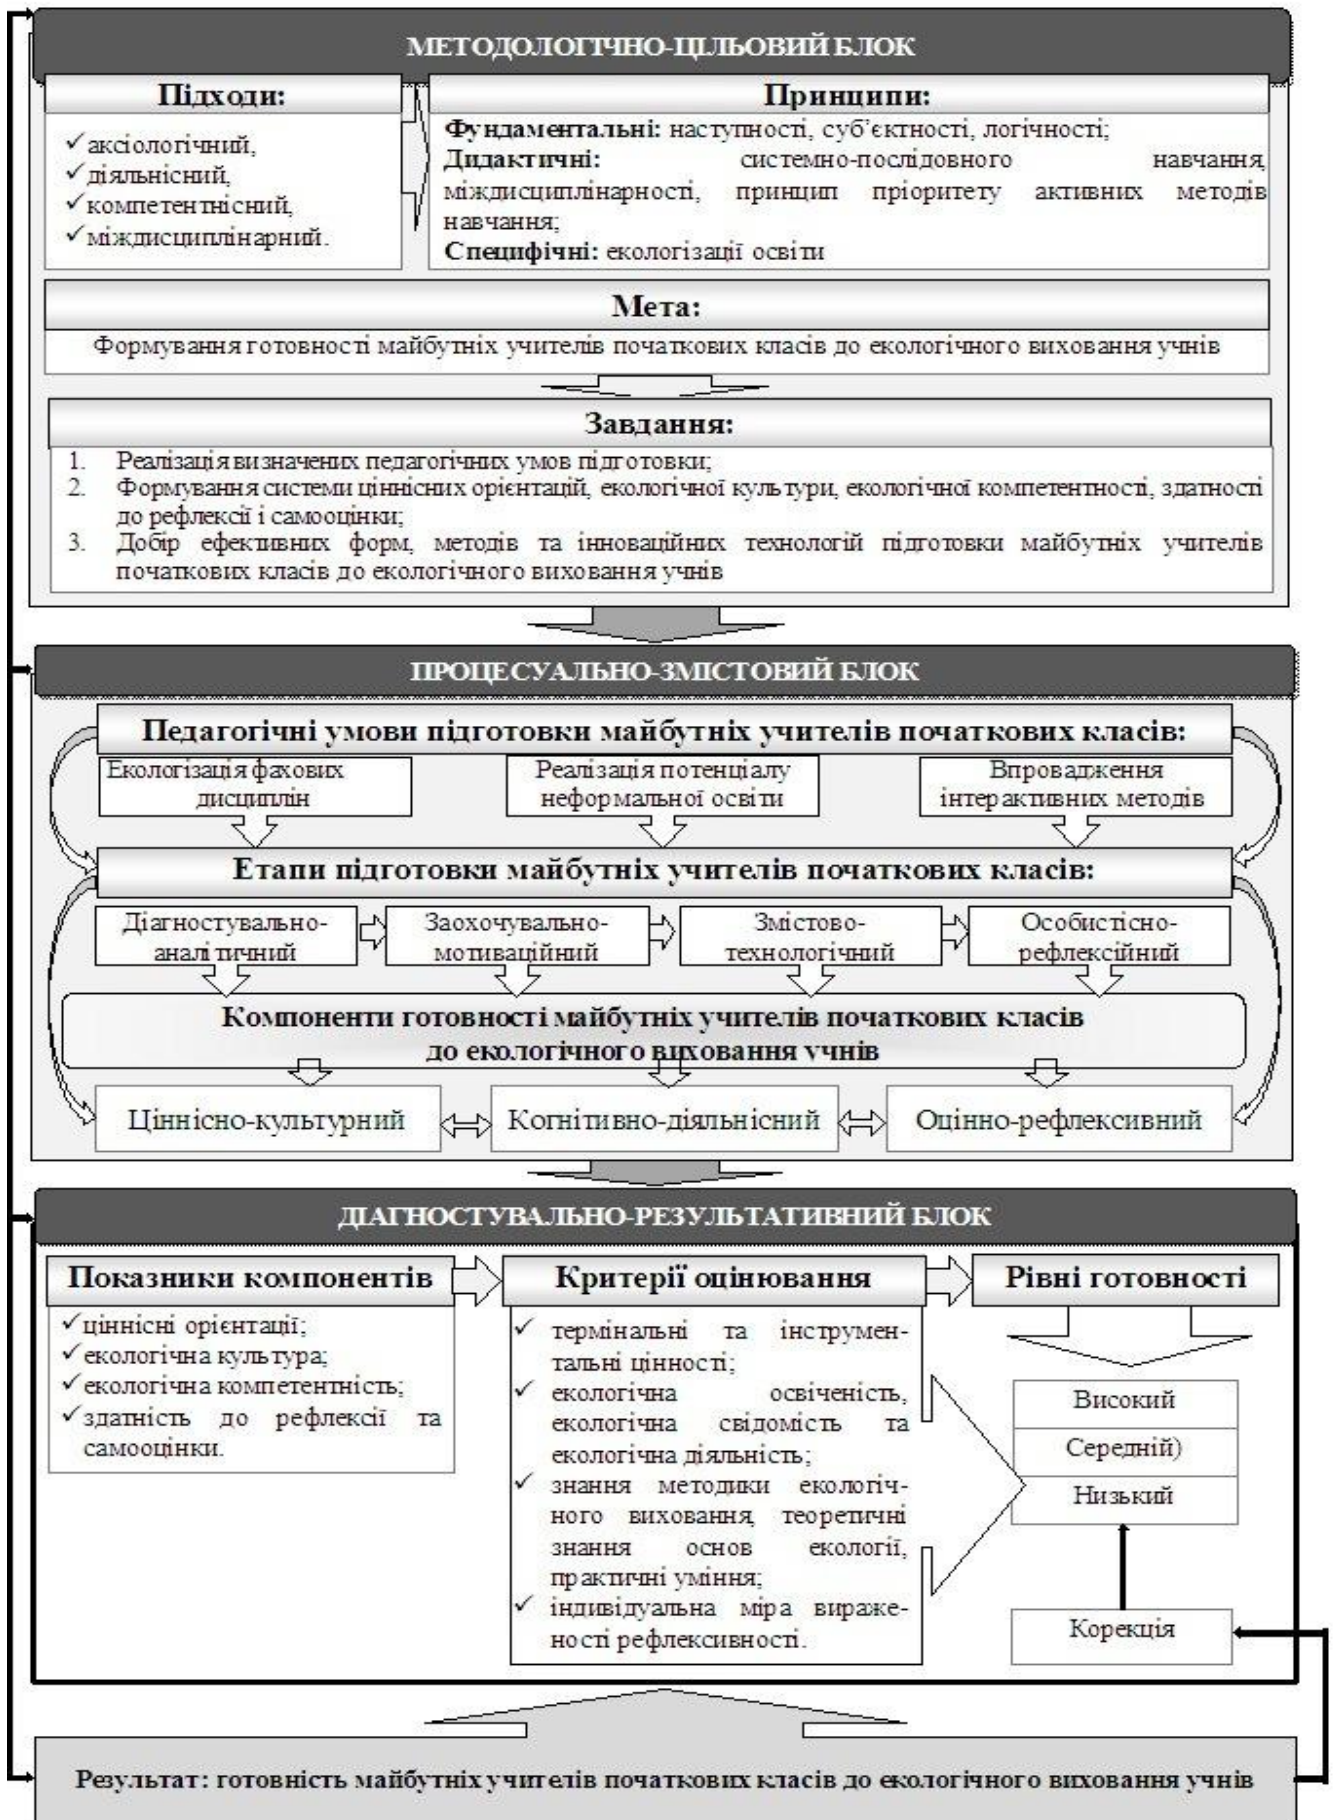 МЕТОДОЛОГІЧНО-ЦІЛЬОВИЙ БЛОК
Підходи:
✓аксіологічний,
✓діяльнісний,
✓компетентнісний,
✓міждисциплінарний.
Принципи:
Фундаментальні: наступності, суб’єктності, логічності;
Дидактичні: системно-послідовного навчання,
міждисциплінарності, принцип пріоритету активних методів
навчання;
Специфічні: екологізації освіти
Мета:
Формування готовності майбутніх учителів початкових класів до екологічного виховання учнів
Завдання:
1. Реалізація визначених педагогічних умов підготовки;
2. Формування системи ціннісних орієнтацій, екологічної культури, екологічної компетентності, здатності
до рефлексії і самооцінки;
3. Добір ефективних форм, методів та інноваційних технологій підготовки майбутніх учителів
початкових класів до екологічного виховання учнів
ПРОЦЕСУАЛЬНО-ЗМІСТОВИЙ БЛОК
Педагогічні умови підготовки майбутніх учителів початкових класів:
Екологізація фахових
дисциплін
Реалізація потенціалу
неформальної освіти
Впровадження
інтерактивних методів
Етапи підготовки майбутніх учителів початкових класів:
Діагностувально-
аналітичний
Заохочувально-
мотиваційний
Змістово-
технологічний
Особистісно-
рефлексійний
Компоненти готовності майбутніх учителів початкових класів
до екологічного виховання учнів
Ціннісно-культурний
Когнітивно-діяльнісний
Оцінно-рефлексивний
ДІАГНОСТУВАЛЬНО-РЕЗУЛЬТАТИВНИЙ БЛОК
Показники компонентів
✓ціннісні орієнтації;
✓екологічна культура;
✓екологічна компетентність;
✓здатність до рефлексії та
самооцінки.
Критерії оцінювання
✓ термінальні та інструмен-
тальні цінності;
✓ екологічна освіченість,
екологічна свідомість та
екологічна діяльність;
✓ знання методики екологіч-
ного виховання, теоретичні
знання основ екології,
практичні уміння;
✓ індивідуальна міра вираже-
ності рефлексивності.
Рівні готовності
Високий
Середній)
Низький
Корекція
Результат: готовність майбутніх учителів початкових класів до екологічного виховання учнів